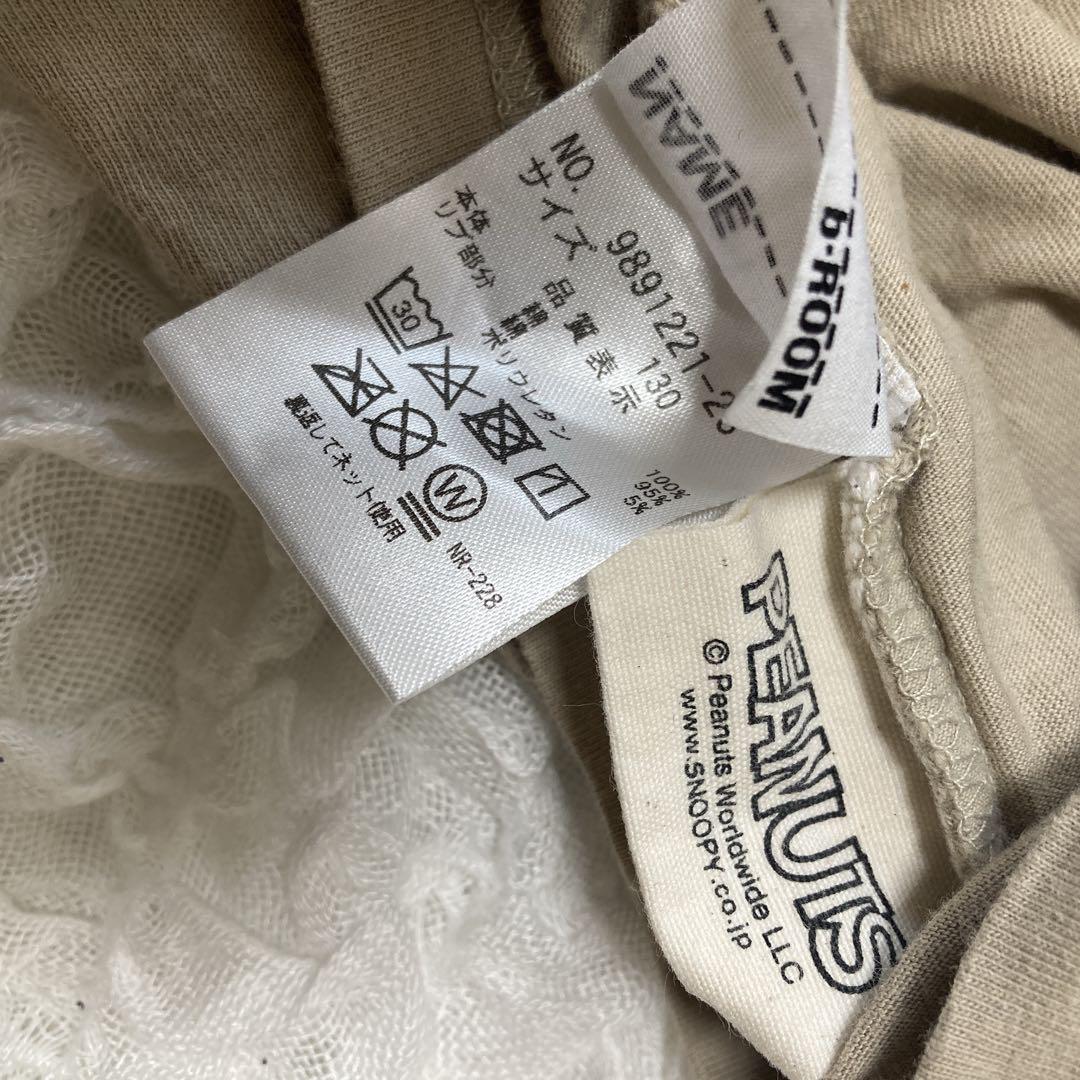 NO. 9891221-23
サイズ 130
品質表示
本体 綿 100%
リブ部分 綿 95%
ポリウレタン 5%
30
W
裏返してネット使用
NR-228
NAME
b·ROOM
PEANUTS
© Peanuts Worldwide LLC
www.SNOOPY.co.jp